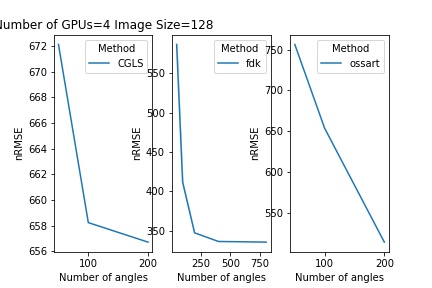 Number of GPUs=4 Image Size=128
Method
CGLS
nRMSE
672
670
668
666
664
662
660
658
656
100
200
Number of angles
Method
fdk
nRMSE
550
500
450
400
350
250
500
750
Number of angles
Method
ossart
nRMSE
750
700
650
600
550
100
200
Number of angles